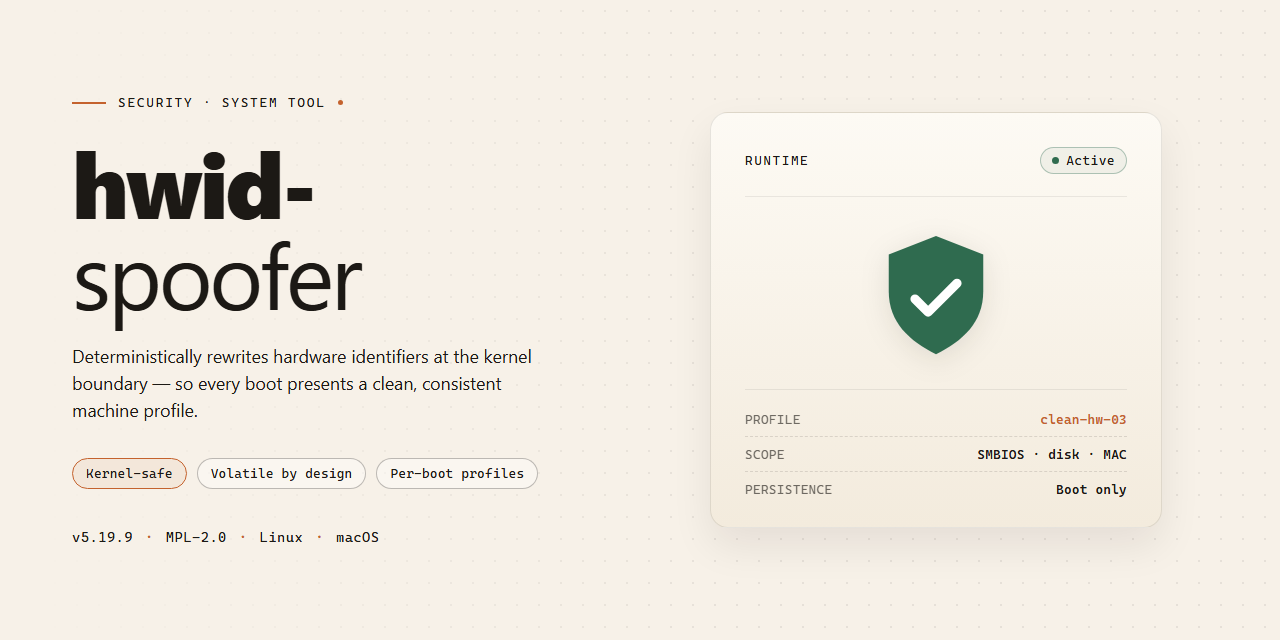 SECURITY · SYSTEM TOOL
hwid-
spoofer
Deterministically rewrites hardware identifiers at the kernel
boundary — so every boot presents a clean, consistent
machine profile.
Kernel-safe
Volatile by design
Per-boot profiles
v5.19.9 · MPL-2.0 · Linux · macOS
RUNTIME
Active
PROFILE clean-hw-03
SCOPE SMBIOS · disk · MAC
PERSISTENCE Boot only